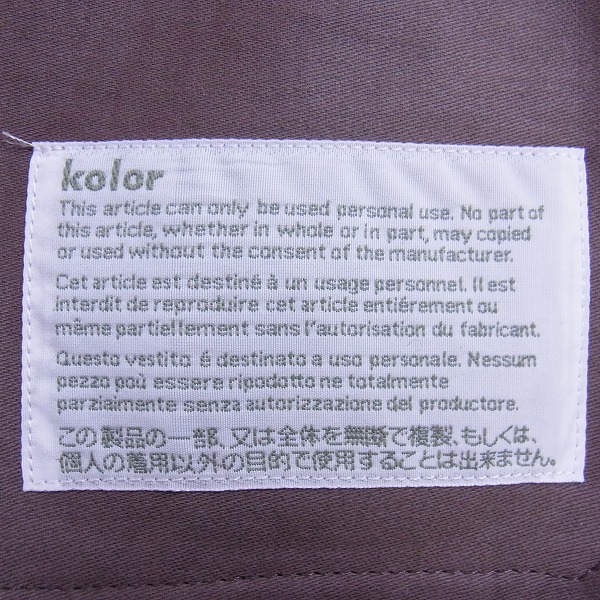 kolor
This article can only be used personal use. No part of
this article, whether in whole or in part, may copied
or used without the consent of the manufacturer.
Cet article est destiné à un usage personnel. Il est
interdit de reproduire cet article entiérement ou
même partiellement sans l'autorisation du fabricant.
Questo vestito é destinato a uso personale. Nessum
pezzo poù essere ripodotto ne totalmente
parziaimente senza autorizzazione del productore.
この製品の一部、又は全体を無断で複製、もしくは、
個人の着用以外の目的で使用することは出来ません。